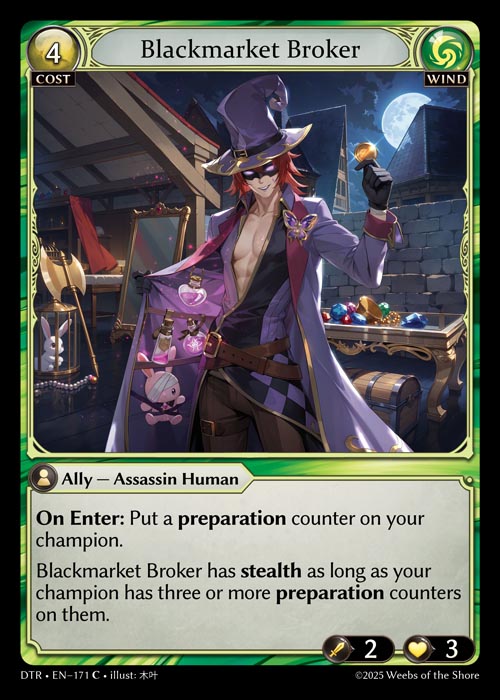 4
COST
Blackmarket Broker
WIND
Ally — Assassin Human
On Enter: Put a preparation counter on your
champion.
Blackmarket Broker has stealth as long as your
champion has three or more preparation counters
on them.
2
3
DTR • EN–171 C • illust: 木叶
©2025 Weebs of the Shore